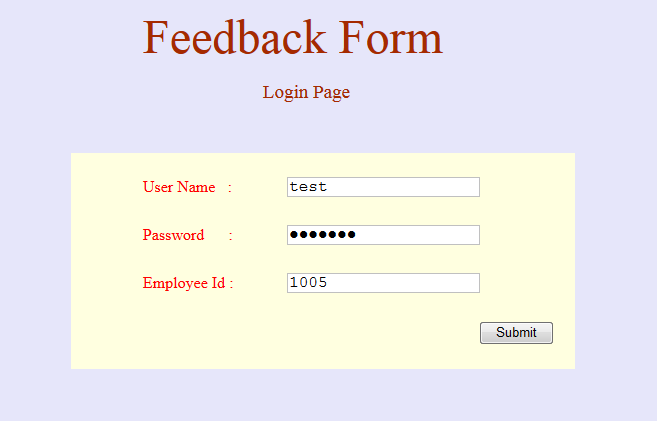 Feedback Form
Login Page
User Name : test
Password : ●●●●●●●
Employee Id : 1005
Submit